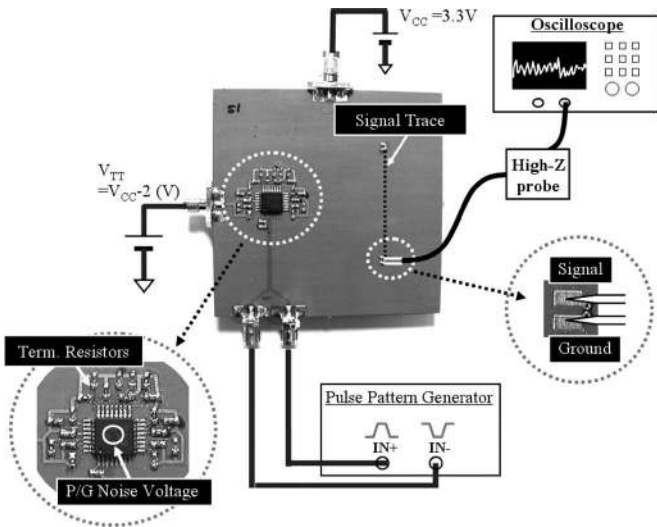 V_CC =3.3V
Oscilloscope
Signal Trace
High-Z
probe
V_TT
=V_CC-2 (V)
Signal
Ground
Term. Resistors
P/G Noise Voltage
Pulse Pattern Generator
IN+
IN-